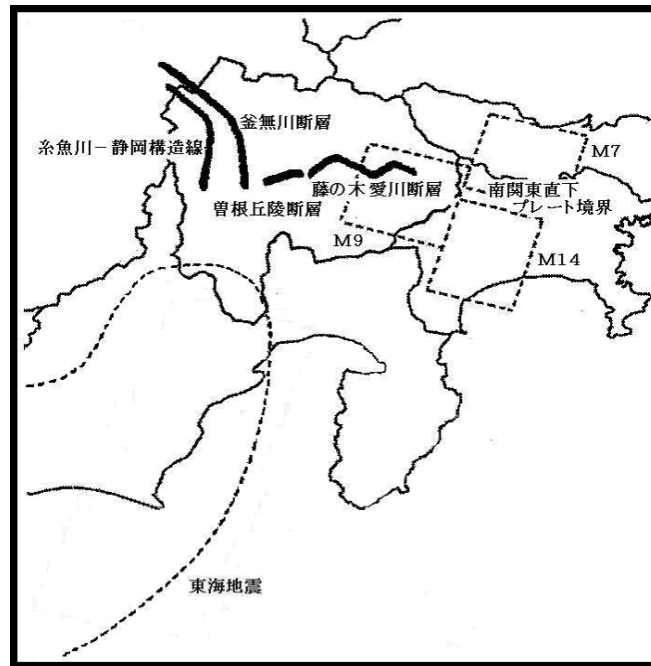 釜無川断層
糸魚川－静岡構造線
M7
藤の木愛川断層
南関東直下
プレート境界
曽根丘陵断層
M9
M14
東海地震